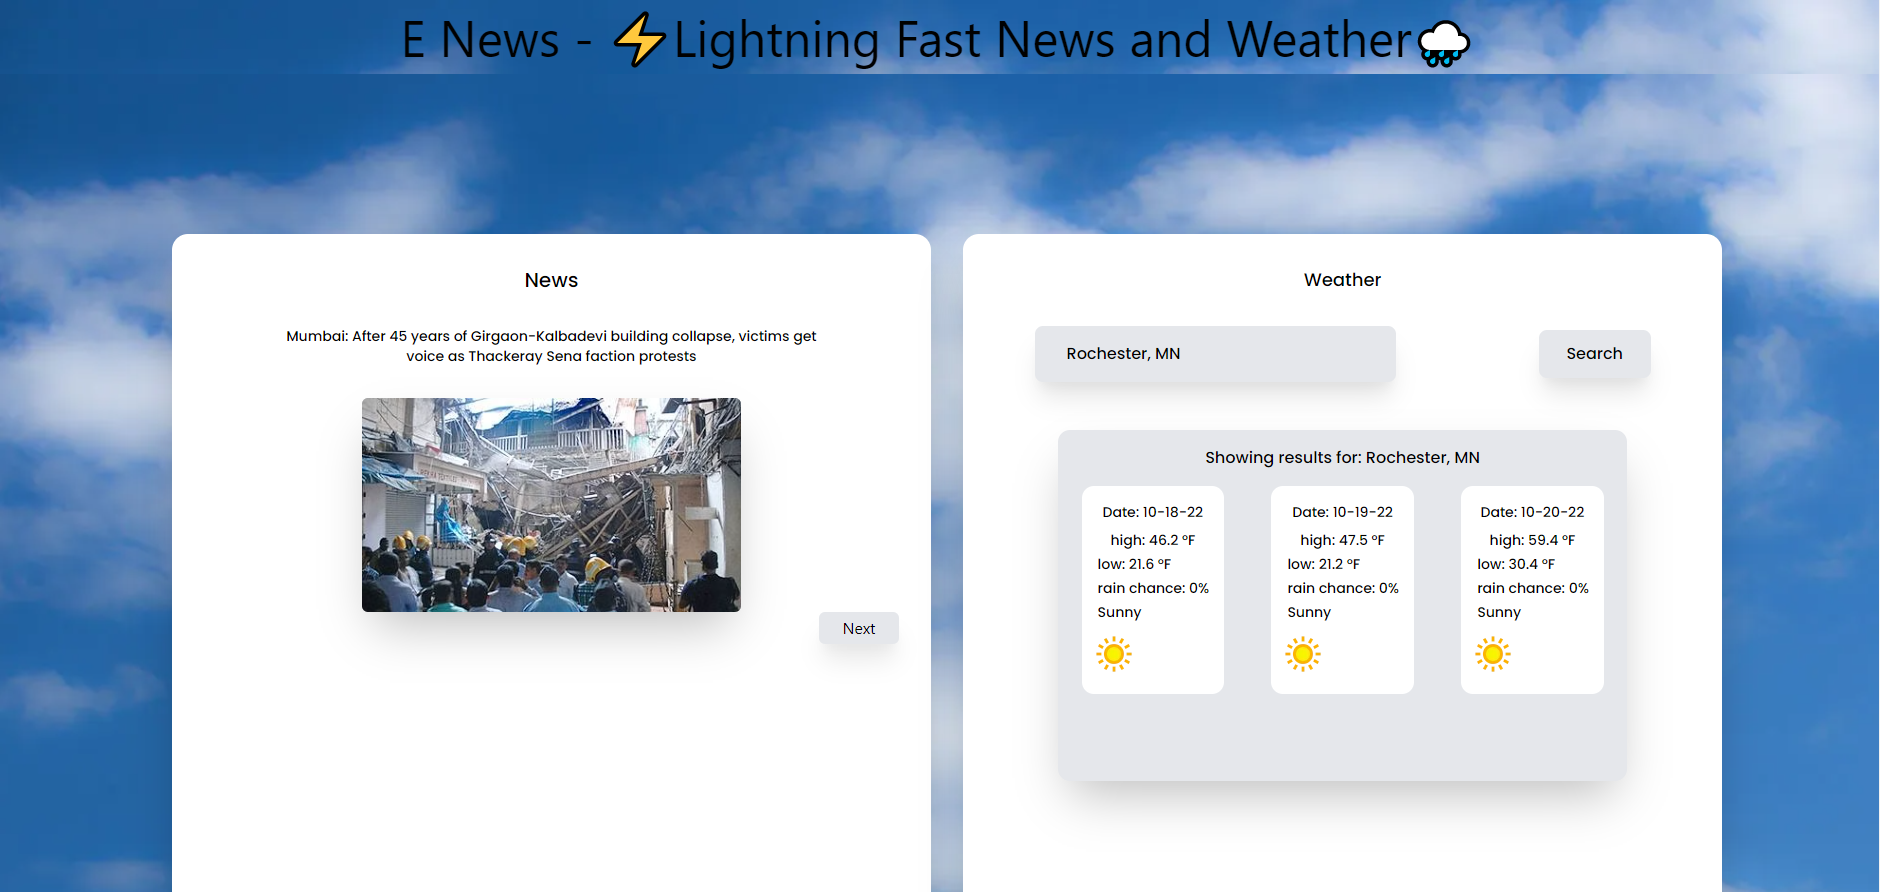 E News - ⚡Lightning Fast News and Weather🌧
News
Mumbai: After 45 years of Girgaon-Kalbadevi building collapse, victims get
voice as Thackeray Sena faction protests
Next
Weather
Rochester, MN
Search
Showing results for: Rochester, MN
Date: 10-18-22
high: 46.2 °F
low: 21.6 °F
rain chance: 0%
Sunny
Date: 10-19-22
high: 47.5 °F
low: 21.2 °F
rain chance: 0%
Sunny
Date: 10-20-22
high: 59.4 °F
low: 30.4 °F
rain chance: 0%
Sunny